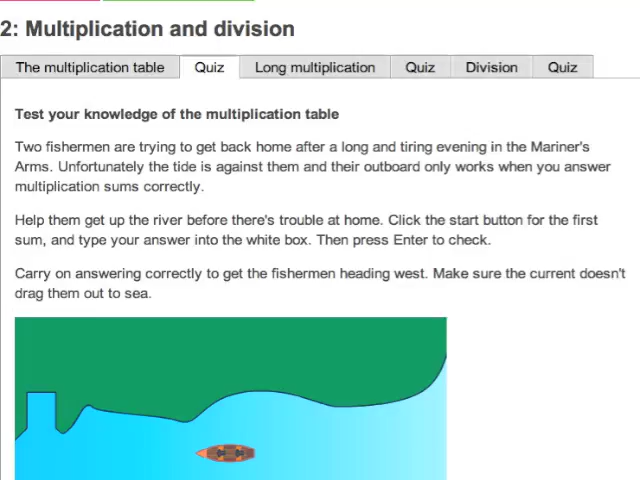 2: Multiplication and division
The multiplication table Quiz Long multiplication Quiz Division Quiz
Test your knowledge of the multiplication table
Two fishermen are trying to get back home after a long and tiring evening in the Mariner's
Arms. Unfortunately the tide is against them and their outboard only works when you answer
multiplication sums correctly.
Help them get up the river before there's trouble at home. Click the start button for the first
sum, and type your answer into the white box. Then press Enter to check.
Carry on answering correctly to get the fishermen heading west. Make sure the current doesn't
drag them out to sea.